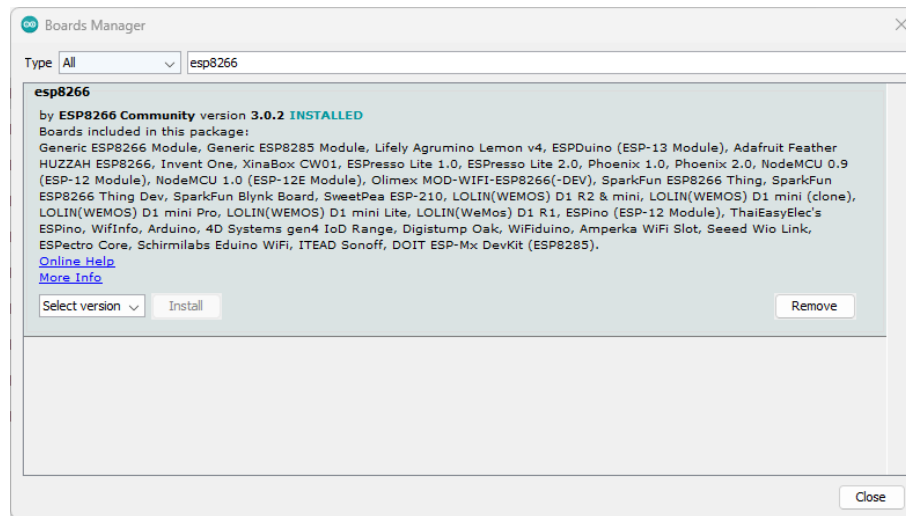 Boards Manager
Type All esp8266
esp8266
by ESP8266 Community version 3.0.2 INSTALLED
Boards included in this package:
Generic ESP8266 Module, Generic ESP8285 Module, Lifely Agrumino Lemon v4, ESPDuino (ESP-13 Module), Adafruit Feather
HUZZAH ESP8266, Invent One, XinaBox CW01, ESPresso Lite 1.0, ESPresso Lite 2.0, Phoenix 1.0, Phoenix 2.0, NodeMCU 0.9
(ESP-12 Module), NodeMCU 1.0 (ESP-12E Module), Olimex MOD-WIFI-ESP8266(-DEV), SparkFun ESP8266 Thing, SparkFun
ESP8266 Thing Dev, SparkFun Blynk Board, SweetPea ESP-210, LOLIN(WEMOS) D1 R2 & mini, LOLIN(WEMOS) D1 mini (clone),
LOLIN(WEMOS) D1 mini Pro, LOLIN(WEMOS) D1 mini Lite, LOLIN(WeMos) D1 R1, ESPino (ESP-12 Module), ThaiEasyElec's
ESPino, WifInfo, Arduino, 4D Systems gen4 IoD Range, Digistump Oak, WiFiduino, Amperka WiFi Slot, Seeed Wio Link,
ESPectro Core, Schirmilabs Eduino WiFi, ITEAD Sonoff, DOIT ESP-Mx DevKit (ESP8285).
Online Help
More Info
Select version Install Remove
Close